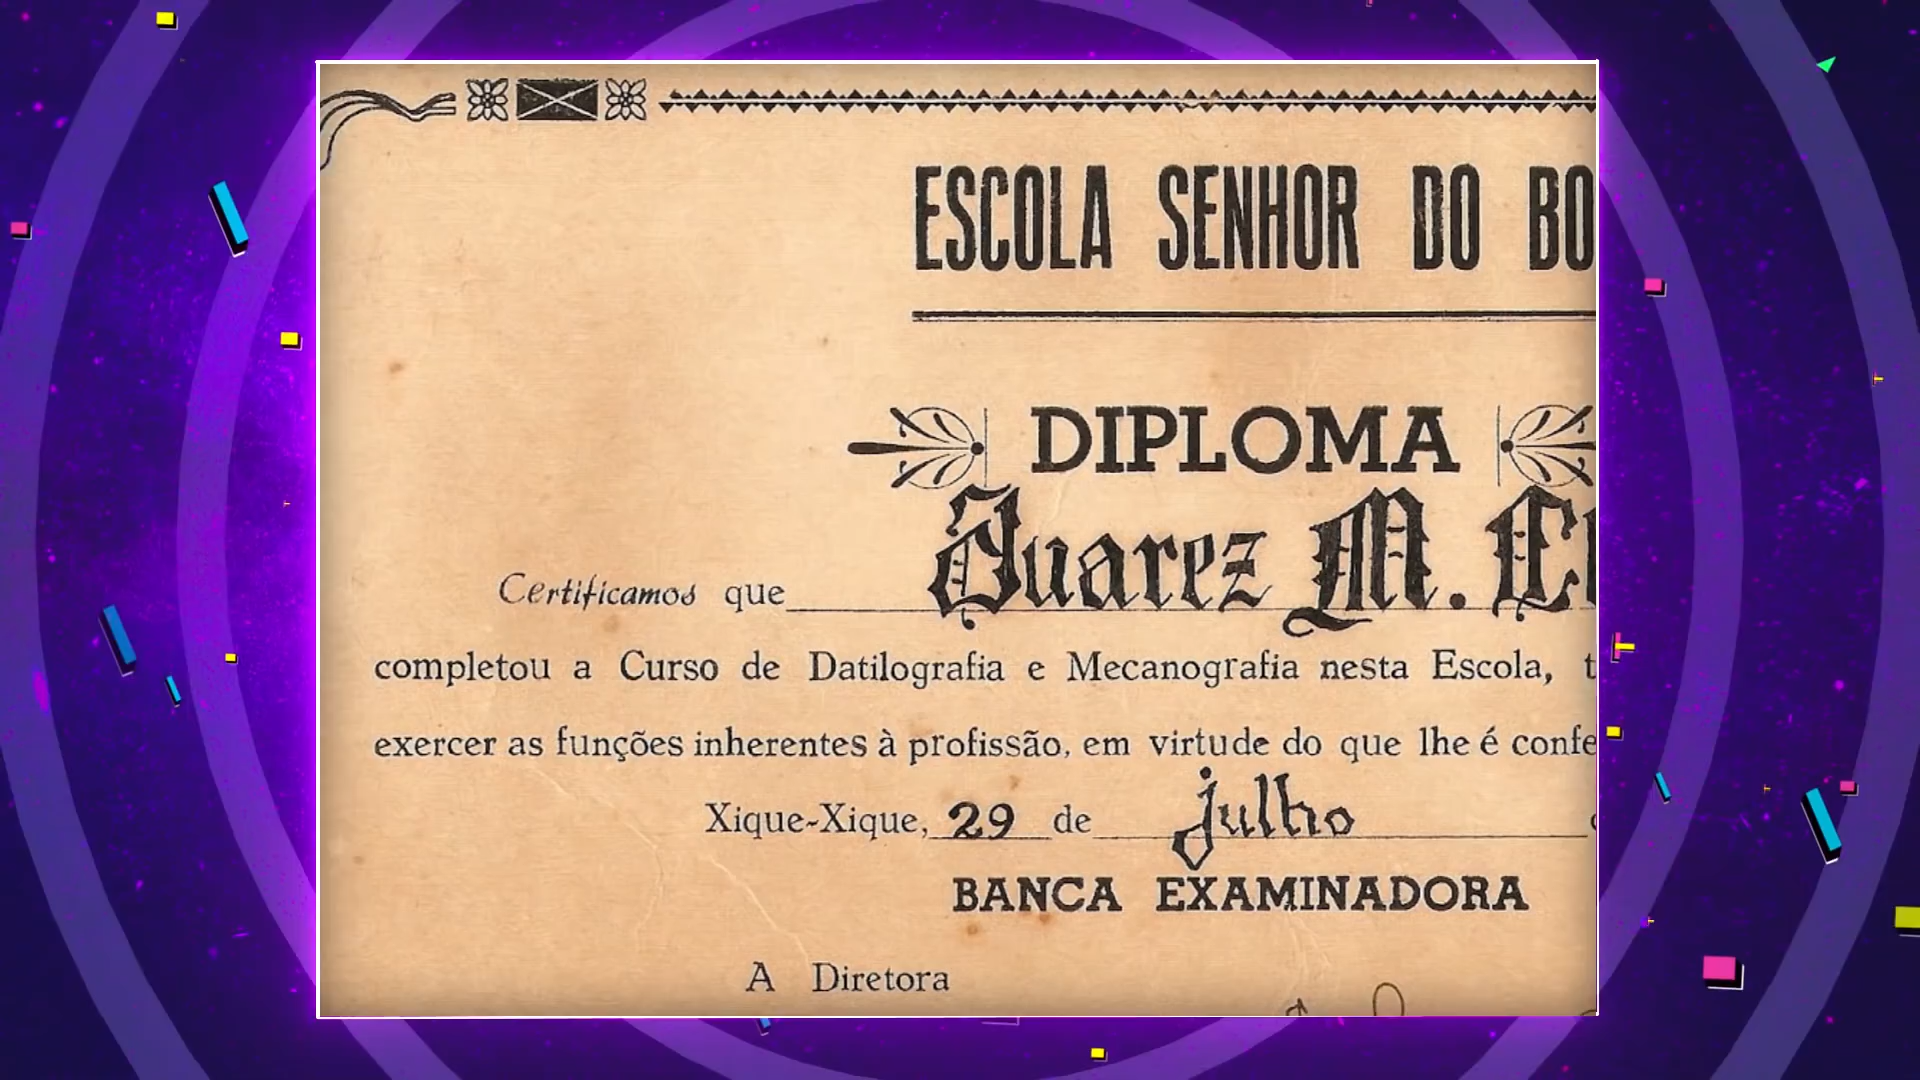 ESCOLA SENHOR DO BO
DIPLOMA
Certificamos que Juarez M.
completou a Curso de Datilografia e Mecanografia nesta Escola, t
exercer as funções inherentes à profissão, em virtude do que lhe é confe
Xique-Xique, 29 de julho
BANCA EXAMINADORA
A Diretora